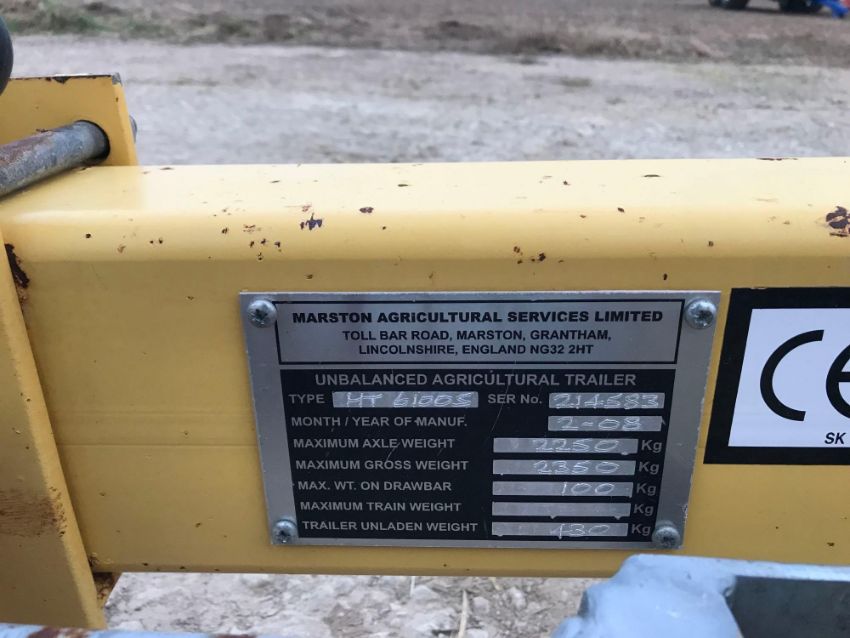 MARSTON AGRICULTURAL SERVICES LIMITED
TOLL BAR ROAD, MARSTON, GRANTHAM,
LINCOLNSHIRE, ENGLAND NG32 2HT
UNBALANCED AGRICULTURAL TRAILER
TYPE HT 6100S SER No. 214583
MONTH / YEAR OF MANUF. 2-08
MAXIMUM AXLE WEIGHT 2250 Kg
MAXIMUM GROSS WEIGHT 2350 Kg
MAX. WT. ON DRAWBAR 100 Kg
MAXIMUM TRAIN WEIGHT Kg
TRAILER UNLADEN WEIGHT 430 Kg
CE
SK